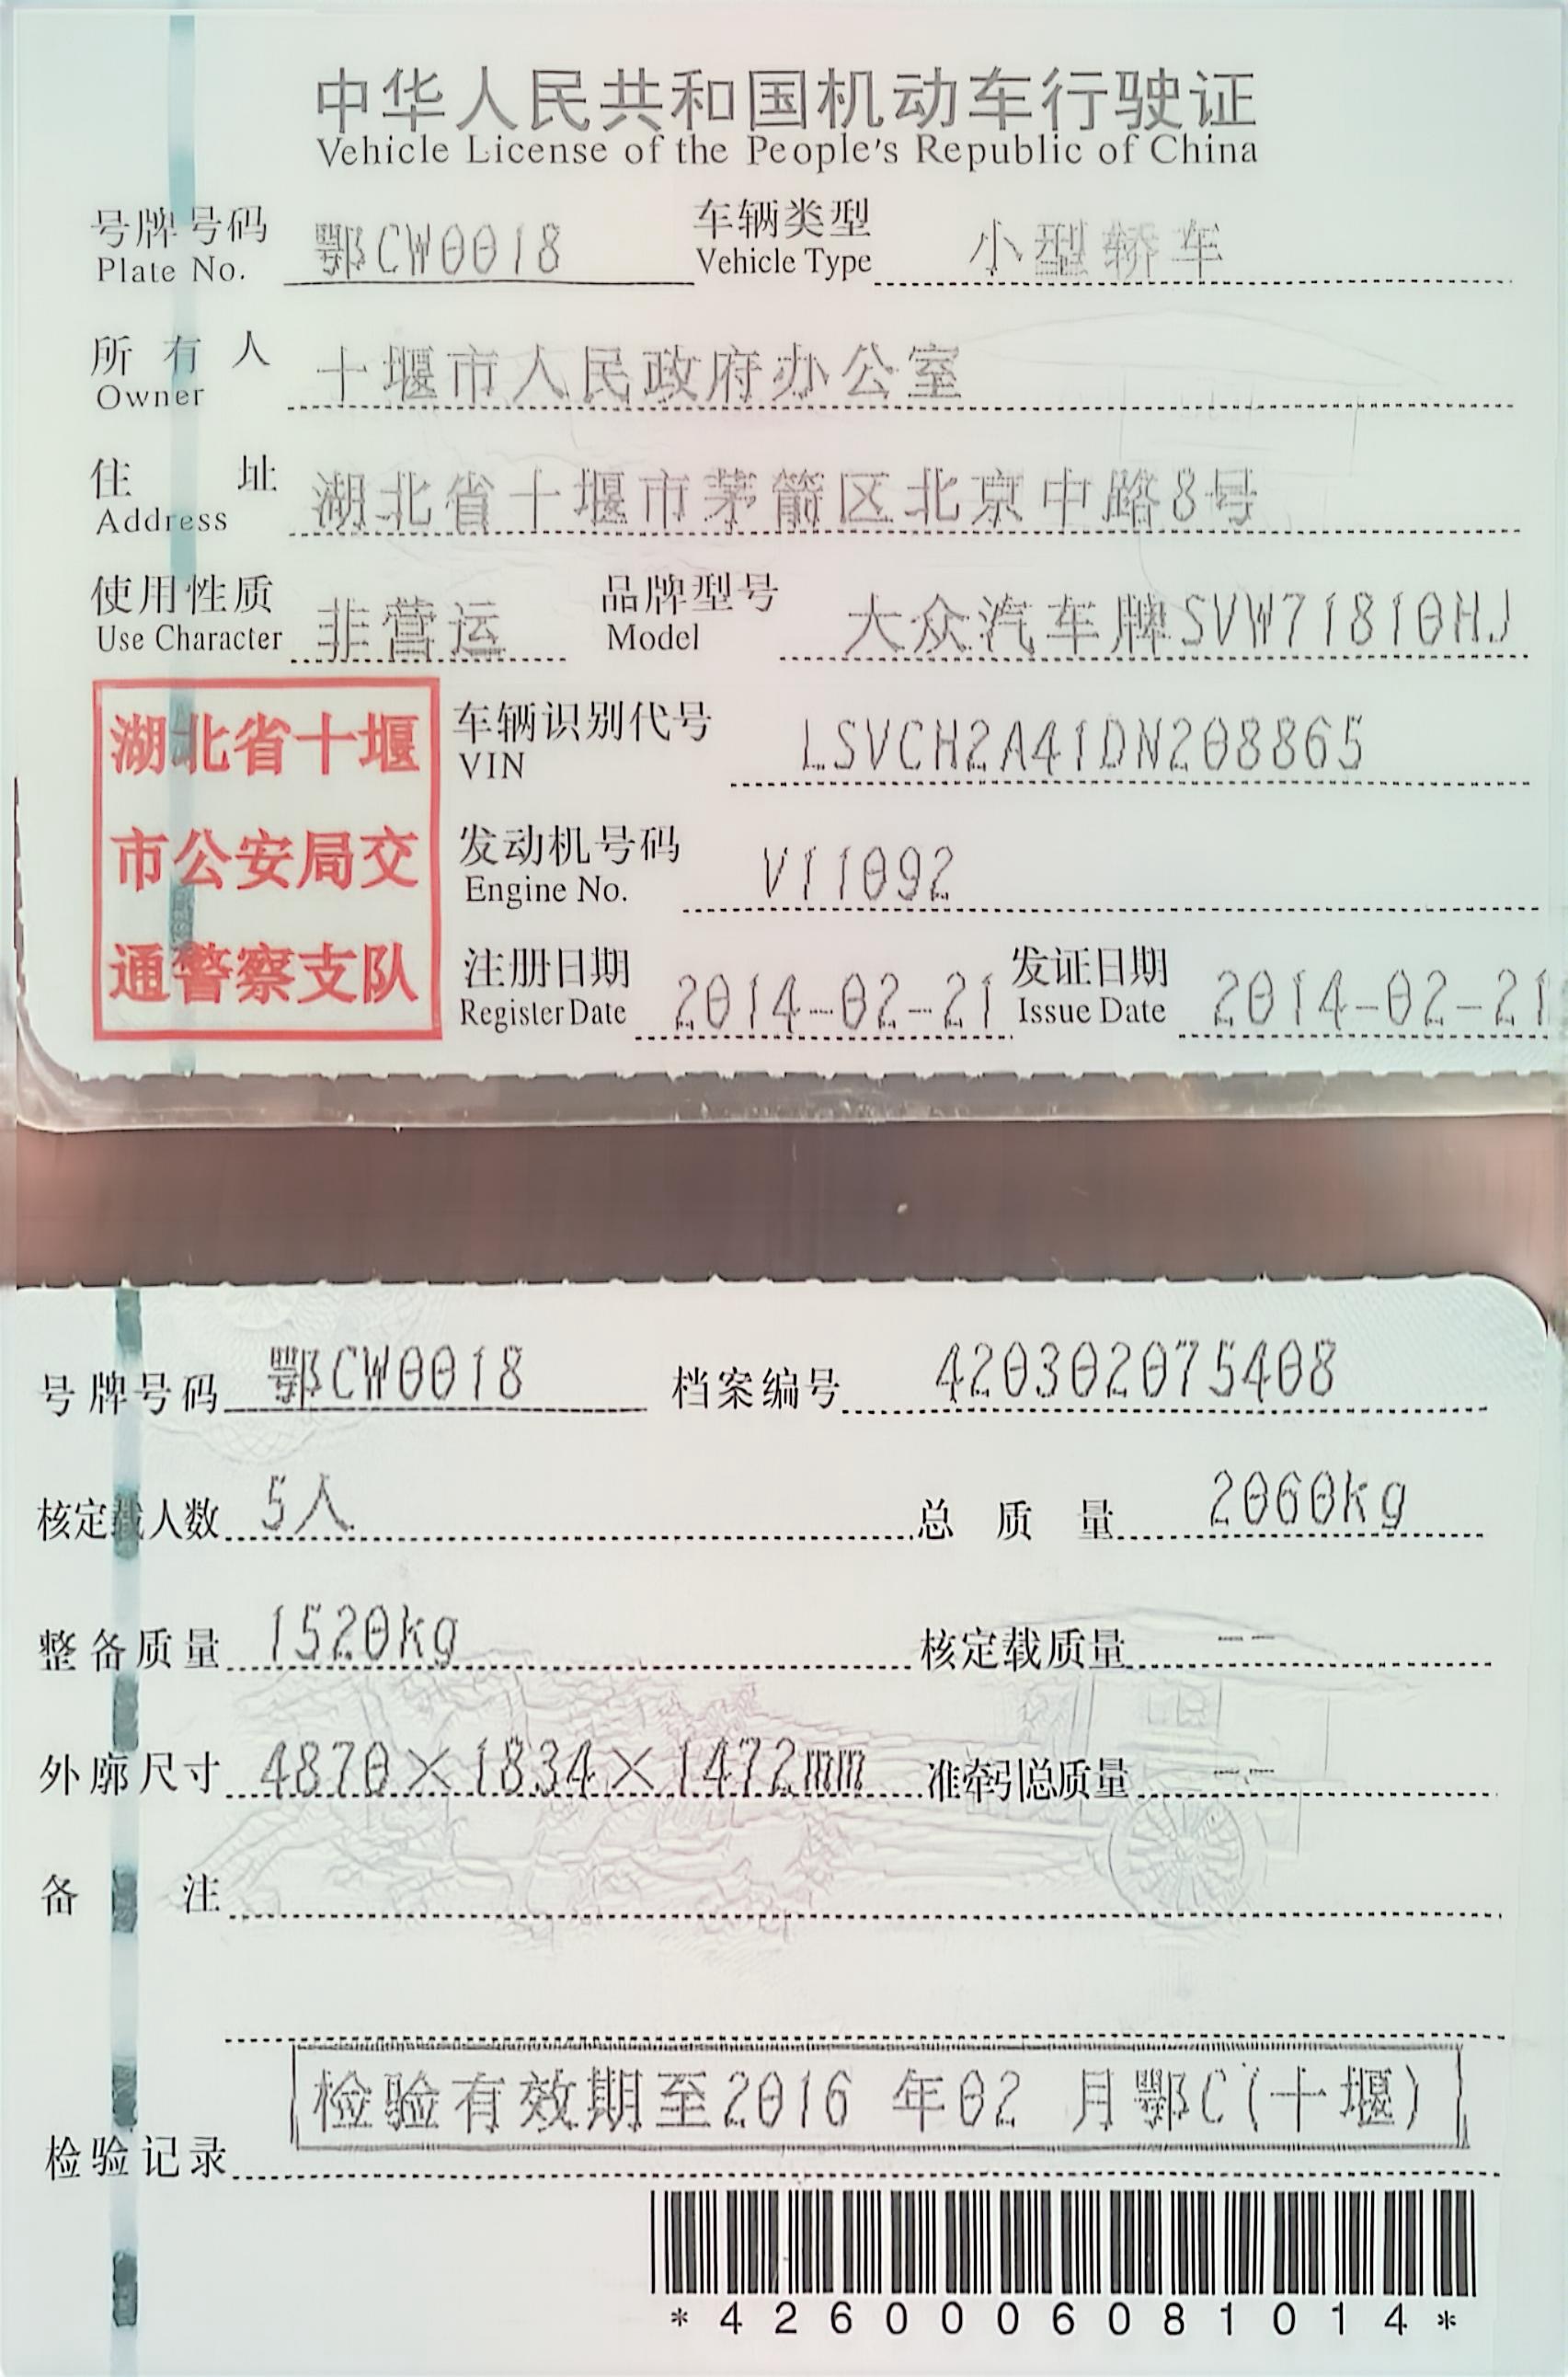 中华人民共和国机动车行驶证
Vehicle License of the People's Republic of China
号牌号码 鄂CW0018 车辆类型 小型轿车
Plate No. Vehicle Type
所有人 十堰市人民政府办公室
Owner
住址 湖北省十堰市茅箭区北京中路8号
Address
使用性质 非营运 品牌型号 大众汽车牌SVW71810HJ
Use Character Model
湖北省十堰
市公安局交
通警察支队
车辆识别代号 LSVCH2A41DN208865
VIN
发动机号码 V11092
Engine No.
注册日期 2014-02-21 发证日期 2014-02-21
Register Date Issue Date
号牌号码 鄂CW0018 档案编号 420302075408
核定载人数 5人 总质量 2060kg
整备质量 1520kg 核定载质量 --
外廓尺寸 4870×1834×1472mm 准牵引总质量 --
备注
检验记录 检验有效期至2016 年02 月鄂C(十堰)
*4260006081014*